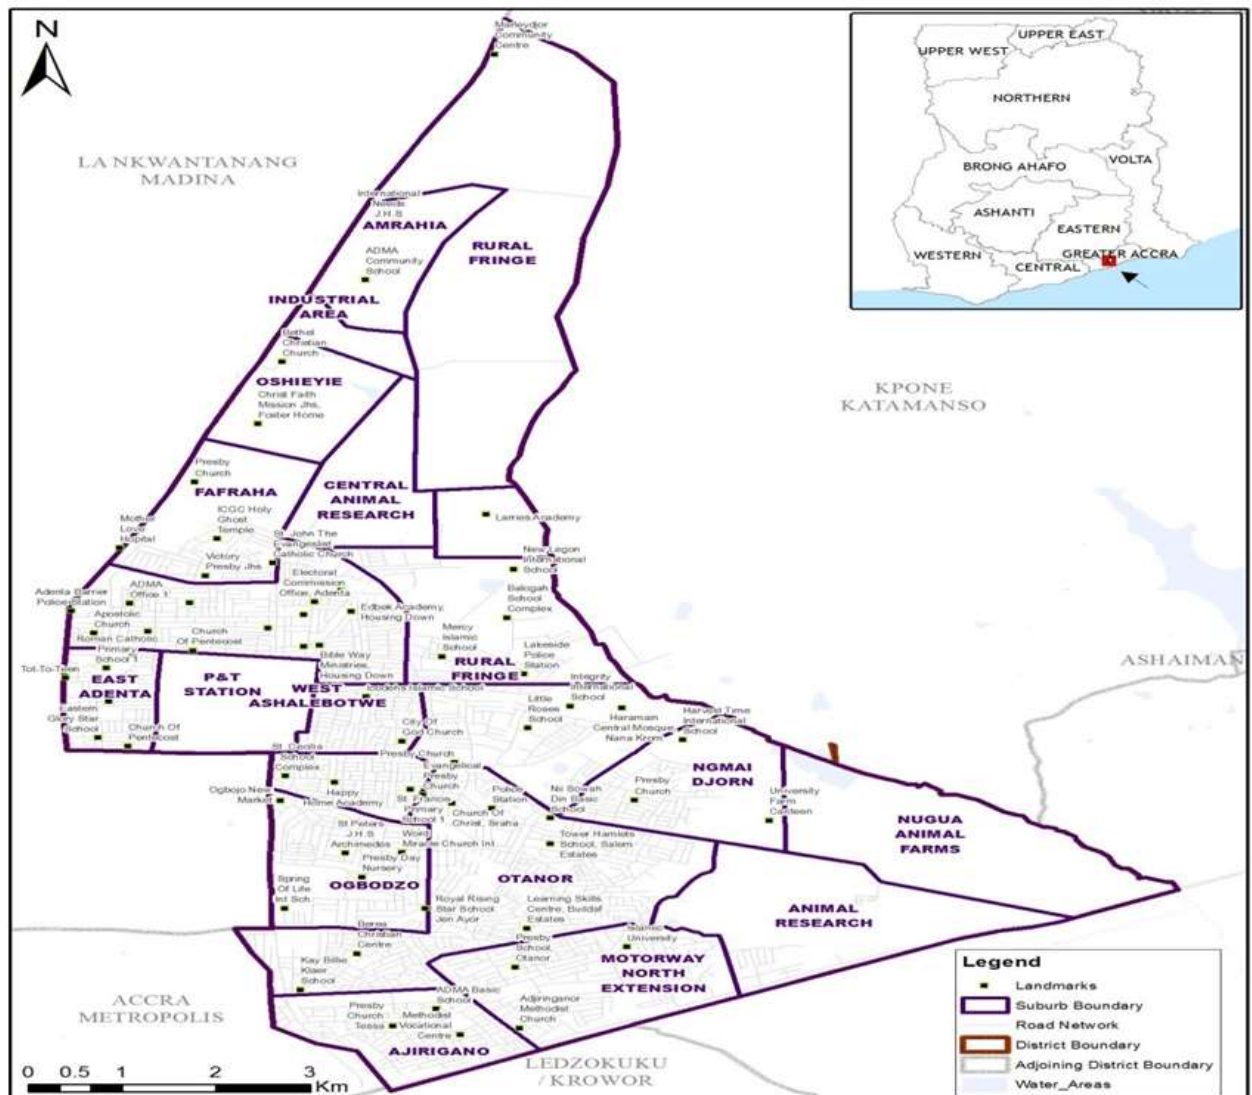 N
Community
Centre
LA NKWANTANANG
MADINA
International
Needs
J.H.S
AMRAHIA
ADMA
Community
School
RURAL
FRINGE
INDUSTRIAL
AREA
Bethel
Christian
Church
OSHIEYIE
Christ Faith
Mission Jhs,
Foster Home
KPONE
KATAMANSO
Presby
Church
FAFRAHA
CENTRAL
ANIMAL
RESEARCH
ICGC Holy
Ghost
Temple
Mother
Love
Hopital
St. John The
Evangelist
Catholic Church
Larries Academy
New Legon
International
School
Victory
Presby Jhs
Electoral
Commission
Office, Adenta
Balogah
School
Complex
Adenta Barrier
Police Station
ADMA
Office 1
Edbek Academy,
Housing Down
Apostolic
Church
Roman Catholic
Primary
School 1
Church
Of Pentecost
Mercy
Islamic
School
Lakeside
Police
Station
Bible Way
Ministries,
Housing Down
RURAL
FRINGE
Tot-To-Teen
EAST
ADENTA
P&T
STATION
WEST
ASHALEBOTWE
Islamic School
Integrity
International
School
ASHAIMAN
Eastern
Glory Star
School
Church Of
Pentecost
Little
Roses
School
Haramain
Central Mosque
Nana Krom
Harvest Time
International
School
City Of
God Church
St. Cecilia
School
Complex
Presby Church
Evangelical
Presby
Church
NGMAI
DJORN
Presby
Church
University
Farm
Canteen
Ogbojo New
Market
Happy
Home Academy
St. Francis
Primary
School 1
Police
Station
Church Of
Christ, Sraha
Nii Sowah
Din Basic
School
NUGUA
ANIMAL
FARMS
St Peters
J.H.S
Archimedes
Word
Miracle Church Int
Tower Hamlets
School, Salem
Estates
Presby Day
Nursery
OGBODZO
OTANOR
Spring
Of Life
Int Sch
Royal Rising
Star School
Jen Ayor
Learning Skills
Centre, Buildaf
Estates
ANIMAL
RESEARCH
Christian
Centre
Presby
School,
Otanor
Islamic
University
Kay Billie
Klaer
School
MOTORWAY
NORTH
EXTENSION
ACCRA
METROPOLIS
ADMA Basic
School
Presby
Church
Tessa
Methodist
Vocational
Centre
Adjiringanor
Methodist
Church
AJIRIGANO
LEDZOKUKU
/ KROWOR
0 0.5 1 2 3
Km
UPPER EAST
UPPER WEST
NORTHERN
BRONG AHAFO
VOLTA
ASHANTI
EASTERN
WESTERN
GREATER ACCRA
CENTRAL
Legend
Landmarks
Suburb Boundary
Road Network
District Boundary
Adjoining District Boundary
Water_Areas